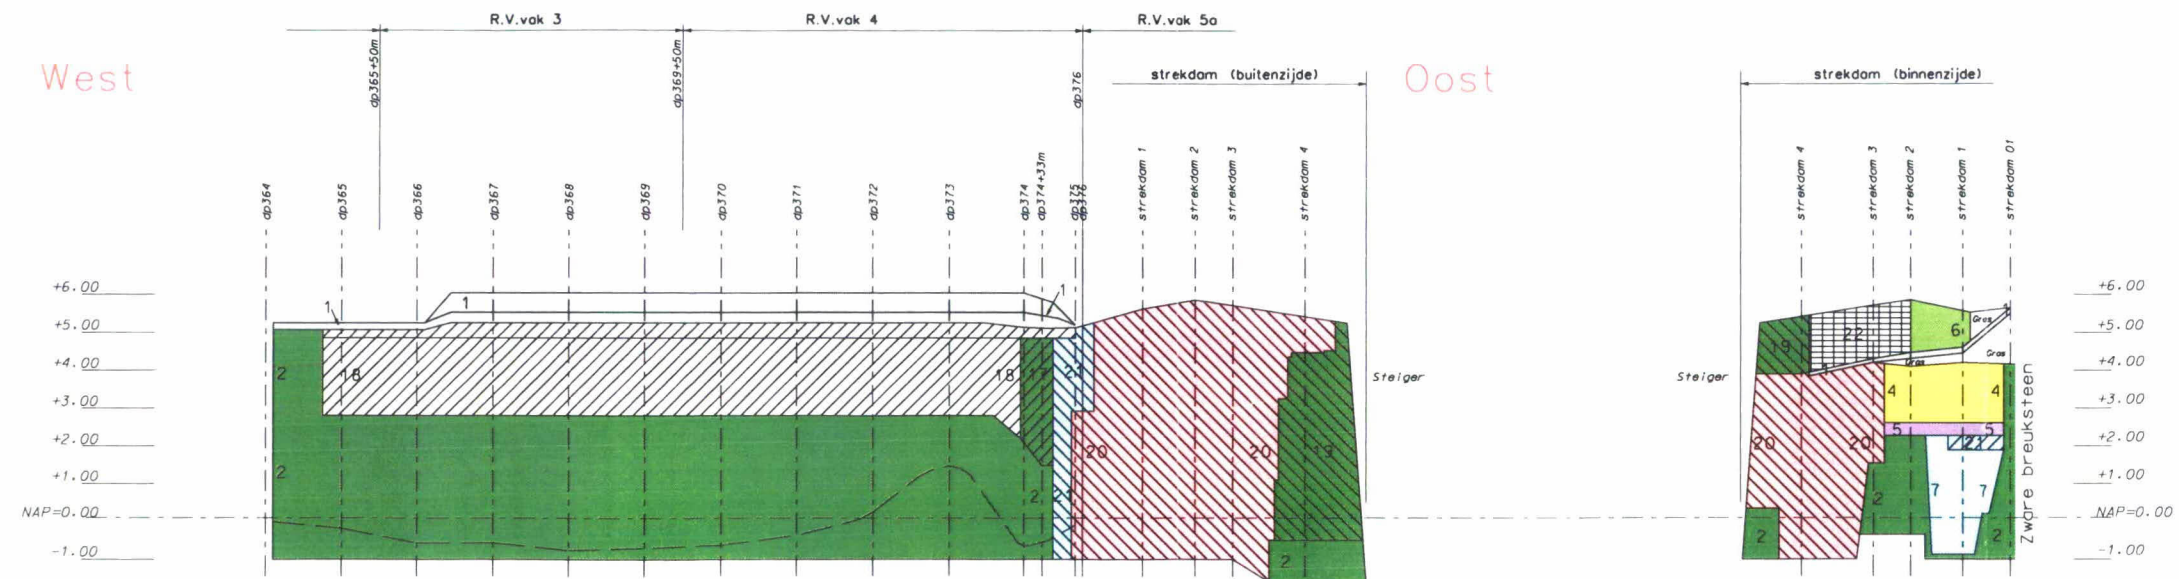 R.V.vak 3
R.V.vak 4
R.V.vak 5a
West
dp365+50m
dp369+50m
dp376
strekdam (buitenzijde)
Oost
strekdam (binnenzijde)
dp364
dp365
dp366
dp367
dp368
dp369
dp370
dp371
dp372
dp373
dp374
dp374+33m
dp375
dp376
strekdam 1
strekdam 2
strekdam 3
strekdam 4
strekdam 4
strekdam 3
strekdam 2
strekdam 1
strekdam 01
+6.00
+5.00
+4.00
+3.00
+2.00
+1.00
NAP=0.00
-1.00
1
1
1
2
18
18
17
21
2
2
21
20
20
19
2
Steiger
Steiger
19
22
6
Gras
1
1
Gras
Gras
4
4
5
5
21
20
20
2
7
7
2
2
Zware breuksteen
+6.00
+5.00
+4.00
+3.00
+2.00
+1.00
NAP=0.00
-1.00